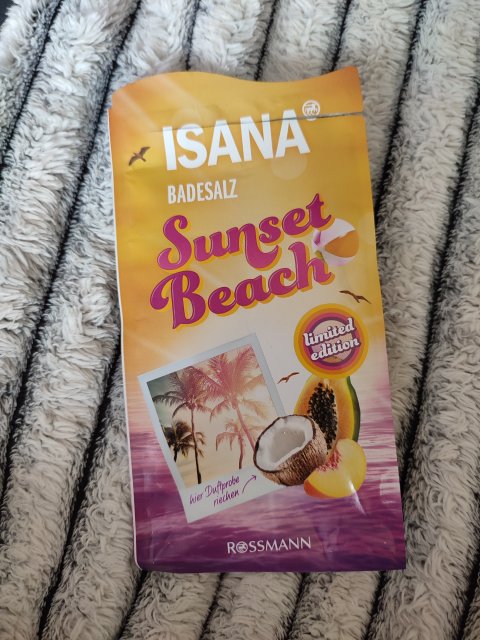 ISANA
BADESALZ
Sunset
Beach
limited
edition
hier Duftprobe
riechen
ROSSMANN